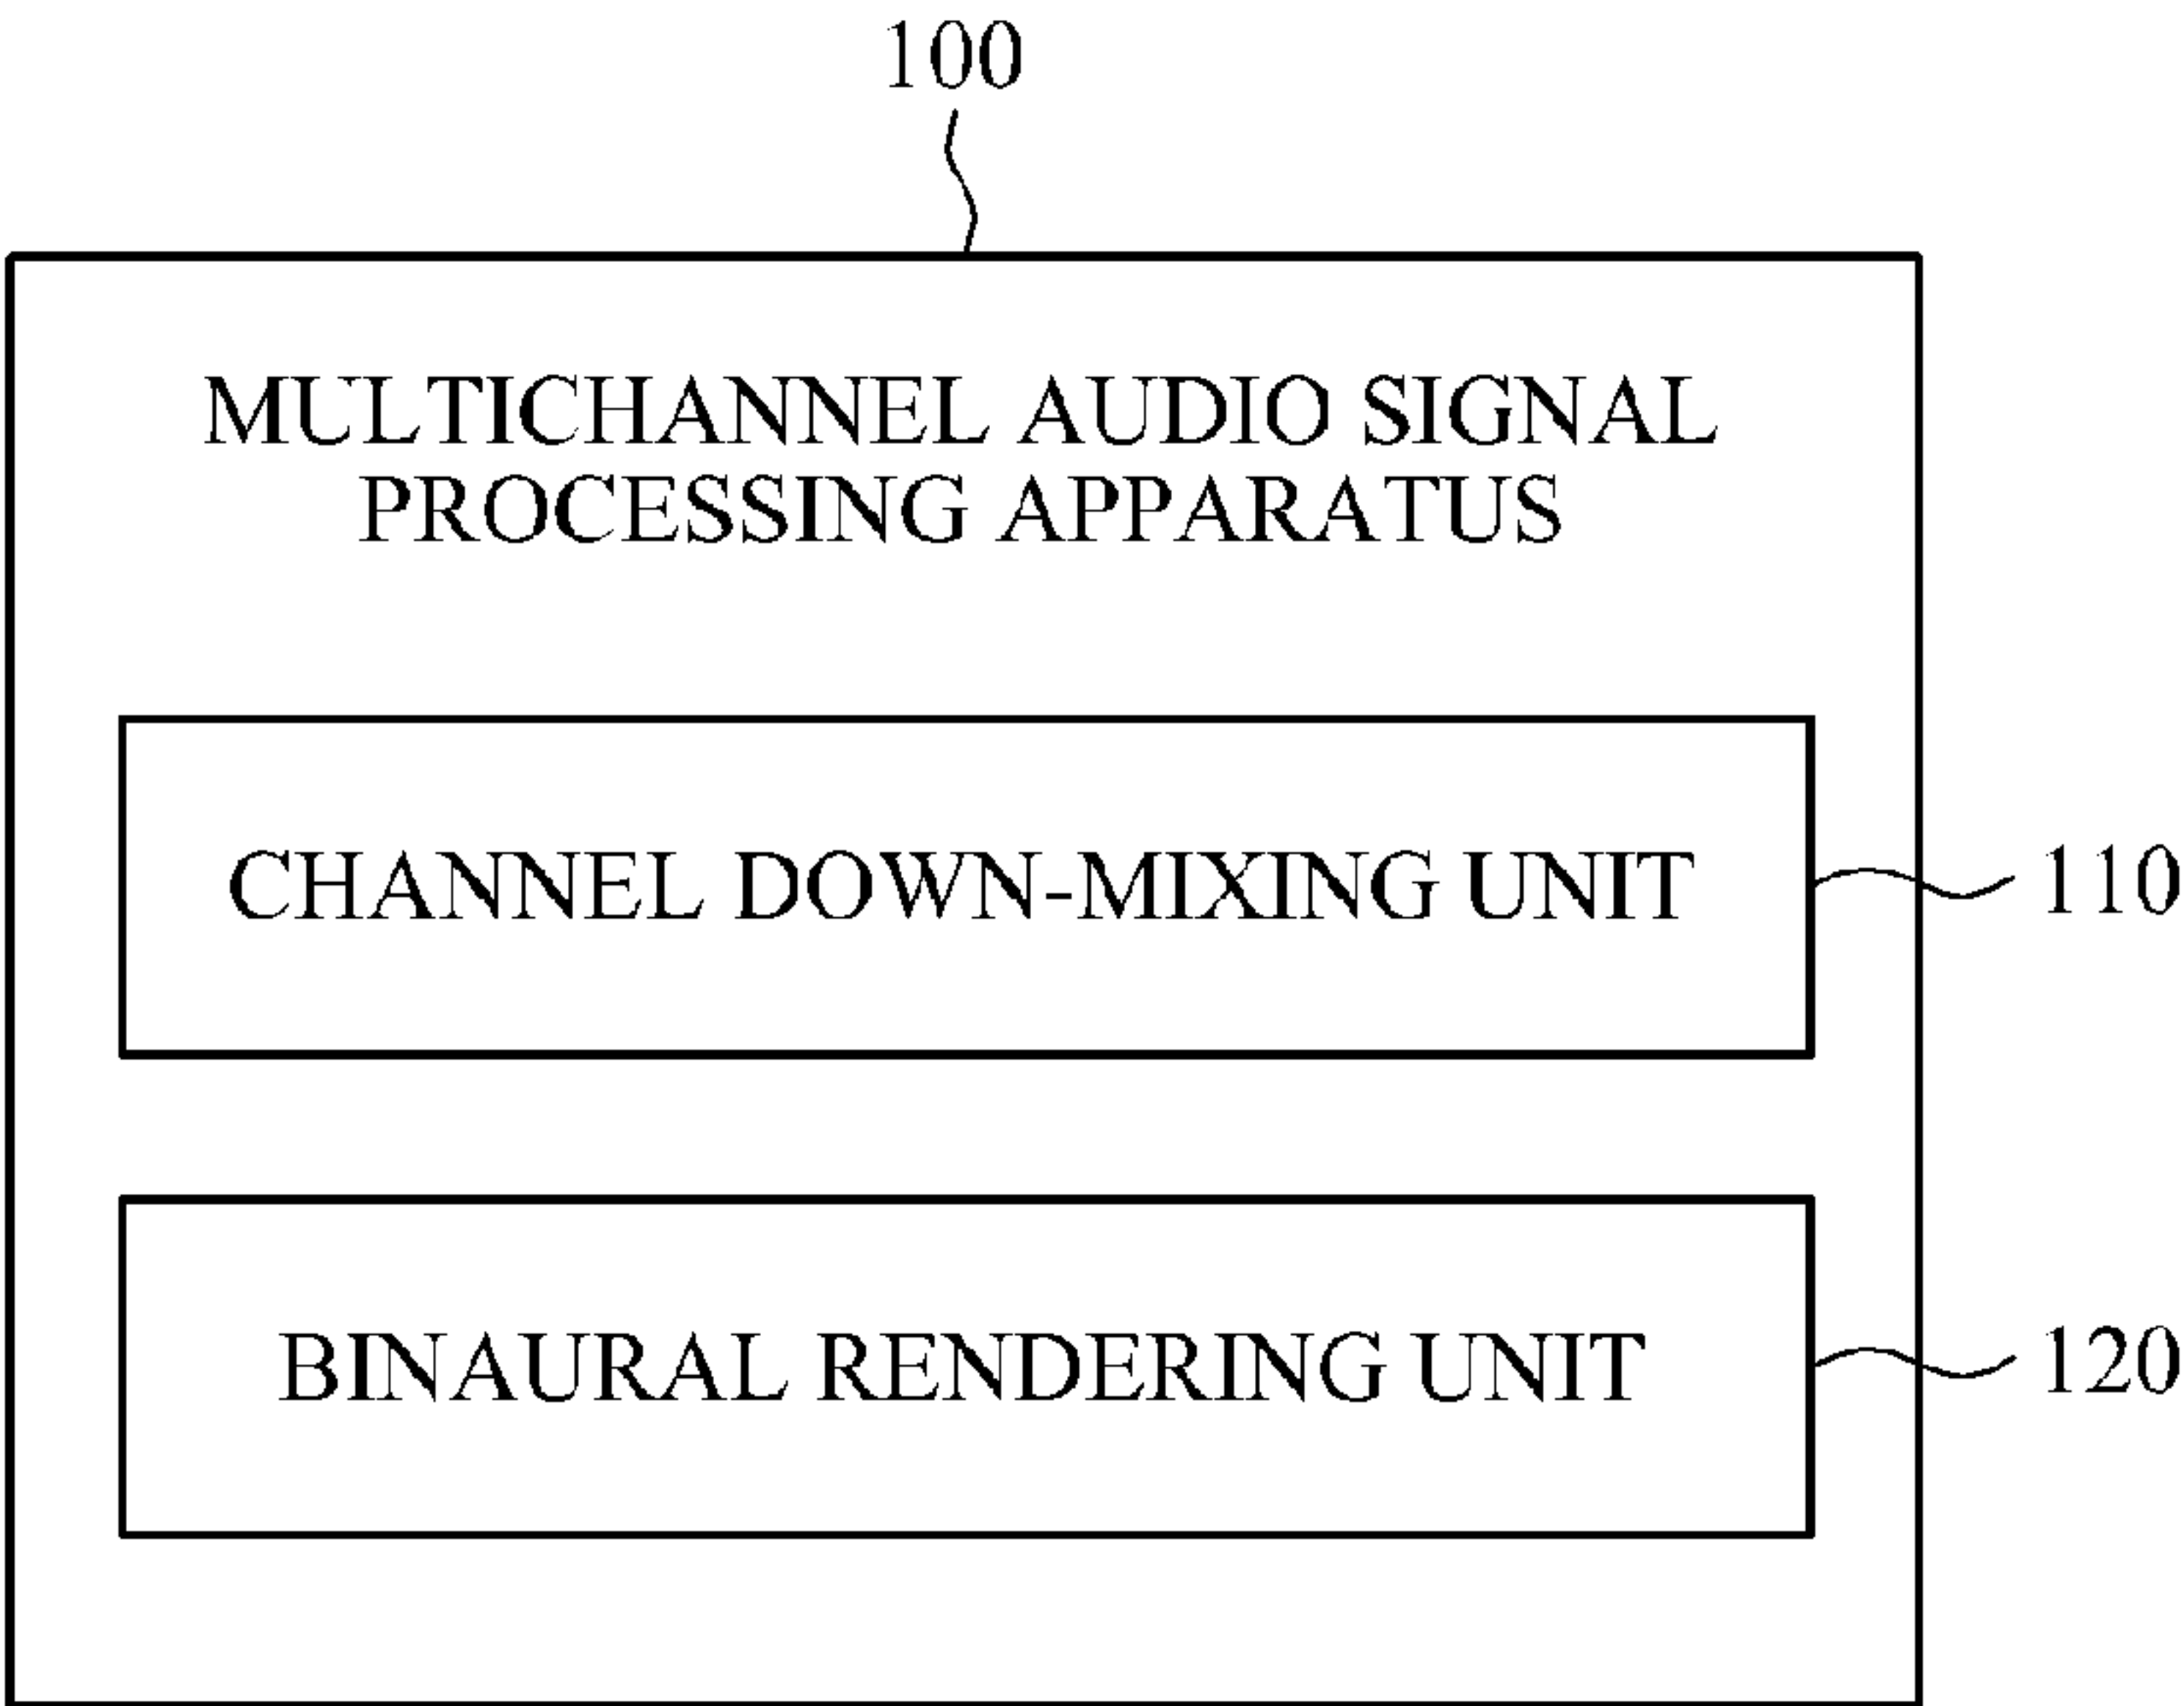 100
MULTICHANNEL AUDIO SIGNAL
PROCESSING APPARATUS
CHANNEL DOWN-MIXING UNIT
110
BINAURAL RENDERING UNIT
120